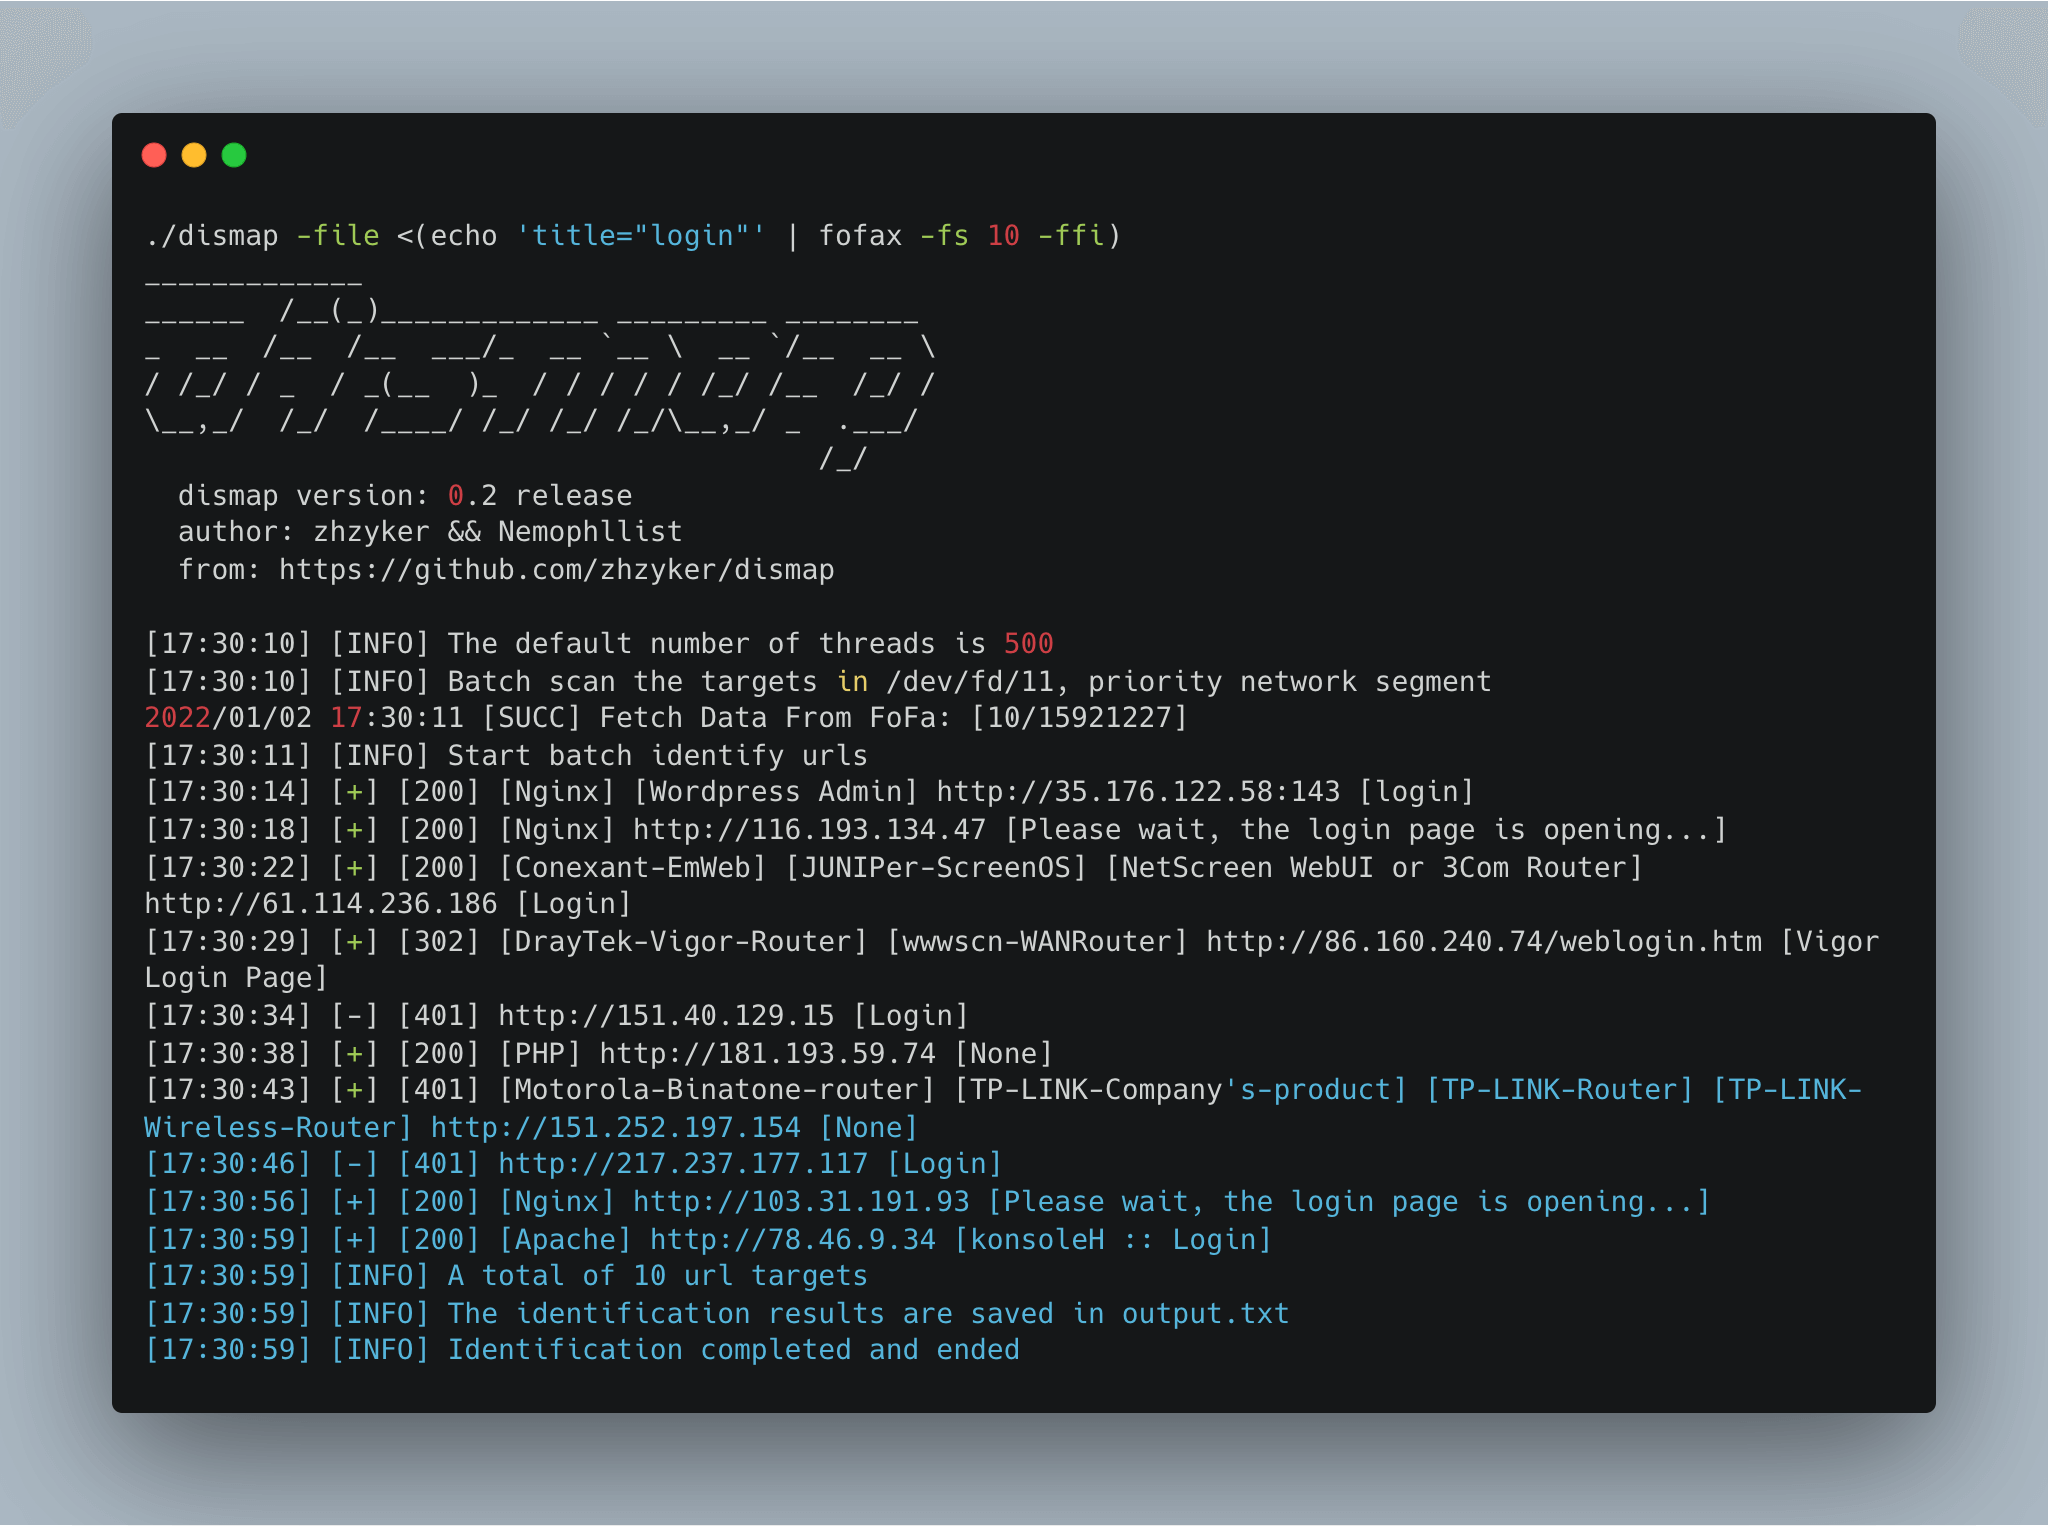 ./dismap -file <(echo 'title="login"' | fofax -fs 10 -ffi)
_____________
______  /__(_)_____________ _________ ________
_  __  /__  /__  ___/_  __ `__ \  __ `/__  __ \
/ /_/ / _  / _(__  )_  / / / / / /_/ /__  /_/ /
\__,_/  /_/  /____/ /_/ /_/ /_/\__,_/ _  .___/
                                        /_/
  dismap version: 0.2 release
  author: zhzyker && Nemophllist
  from: https://github.com/zhzyker/dismap
[17:30:10] [INFO] The default number of threads is 500
[17:30:10] [INFO] Batch scan the targets in /dev/fd/11, priority network segment
2022/01/02 17:30:11 [SUCC] Fetch Data From FoFa: [10/15921227]
[17:30:11] [INFO] Start batch identify urls
[17:30:14] [+] [200] [Nginx] [Wordpress Admin] http://35.176.122.58:143 [login]
[17:30:18] [+] [200] [Nginx] http://116.193.134.47 [Please wait, the login page is opening...]
[17:30:22] [+] [200] [Conexant-EmWeb] [JUNIPer-ScreenOS] [NetScreen WebUI or 3Com Router]
http://61.114.236.186 [Login]
[17:30:29] [+] [302] [DrayTek-Vigor-Router] [wwwscn-WANRouter] http://86.160.240.74/weblogin.htm [Vigor
Login Page]
[17:30:34] [-] [401] http://151.40.129.15 [Login]
[17:30:38] [+] [200] [PHP] http://181.193.59.74 [None]
[17:30:43] [+] [401] [Motorola-Binatone-router] [TP-LINK-Company's-product] [TP-LINK-Router] [TP-LINK-
Wireless-Router] http://151.252.197.154 [None]
[17:30:46] [-] [401] http://217.237.177.117 [Login]
[17:30:56] [+] [200] [Nginx] http://103.31.191.93 [Please wait, the login page is opening...]
[17:30:59] [+] [200] [Apache] http://78.46.9.34 [konsoleH :: Login]
[17:30:59] [INFO] A total of 10 url targets
[17:30:59] [INFO] The identification results are saved in output.txt
[17:30:59] [INFO] Identification completed and ended